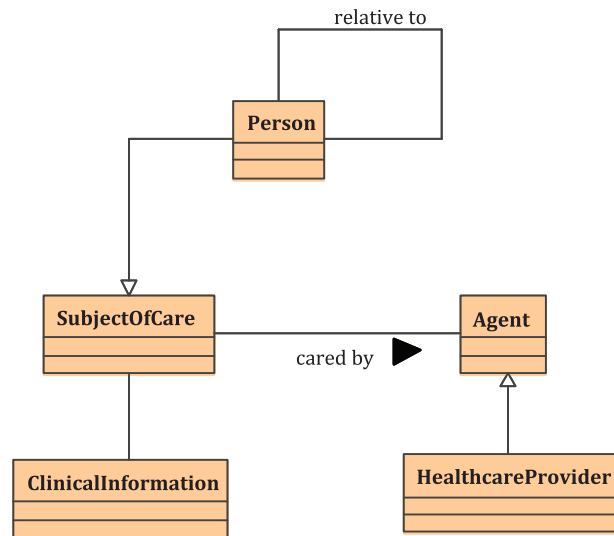 relative to
Person
SubjectOfCare
Agent
cared by
ClinicalInformation
HealthcareProvider